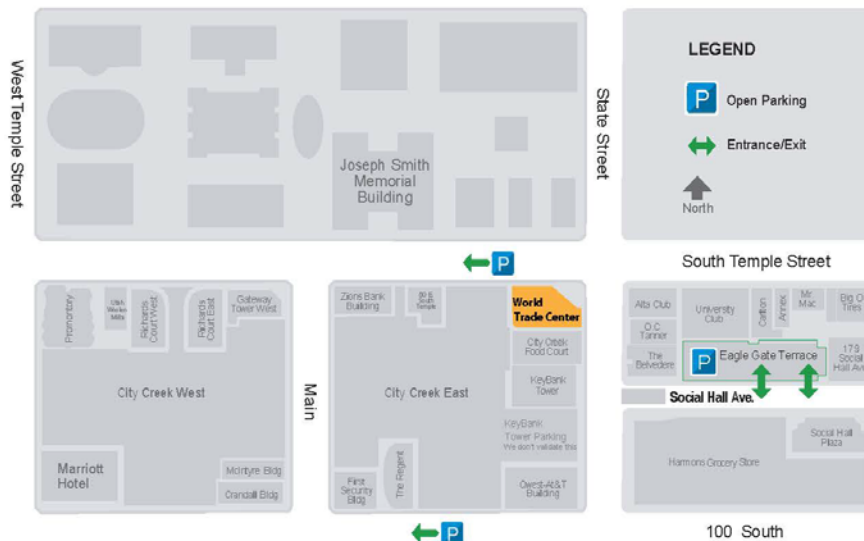 West Temple Street
Joseph Smith
Memorial
Building
State Street
LEGEND
P
Open Parking
Entrance/Exit
North
P
South Temple Street
Promontory
Richards
Court West
Richards
Court East
Gateway
Tower West
City Creek West
Marriott
Hotel
McIntyre Bldg
Crandall Bldg
Main
Zions Bank
Building
World
Trade Center
City Creek
Food Court
KeyBank
Tower
City Creek East
KeyBank
Tower Parking
We don't validate this
First
Security
Bldg
The Regent
Qwest-At&T
Building
P
Alta Club
University
Club
Carlton
Annex
Mr
Mac
Big O
Tires
O.C.
Tanner
The
Belvedere
P
Eagle Gate Terrace
179
Social
Hall Ave
Social Hall Ave.
Harmons Grocery Store
Social Hall
Plaza
100 South